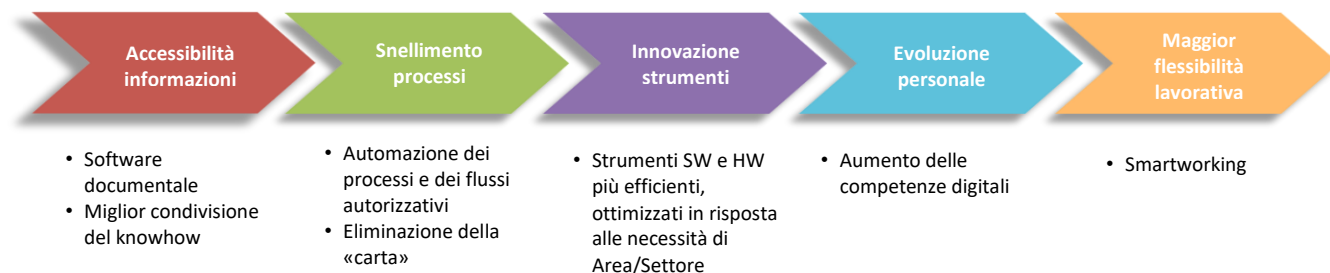 Accessibilità
informazioni
• Software
documentale
• Miglior condivisione
del knowhow
Snellimento
processi
• Automazione dei
processi e dei flussi
autorizzativi
• Eliminazione della
«carta»
Innovazione
strumenti
• Strumenti SW e HW
più efficienti,
ottimizzati in risposta
alle necessità di
Area/Settore
Evoluzione
personale
• Aumento delle
competenze digitali
Maggior
flessibilità
lavorativa
• Smartworking